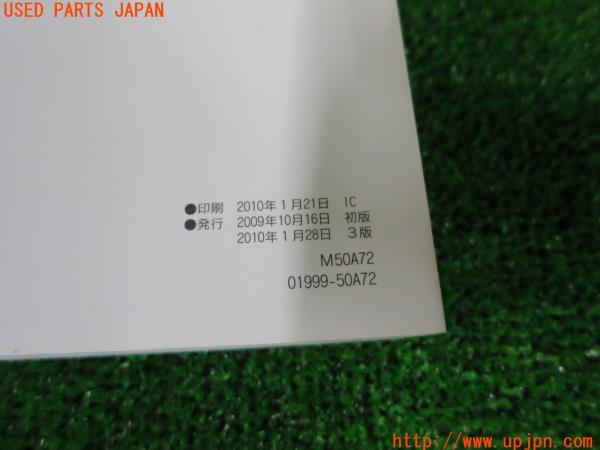 USED PARTS JAPAN
●印刷 2010年1月21日 IC
●発行 2009年10月16日 初版
2010年1月28日 3版
M50A72
01999-50A72
http://www.upjpn.com/